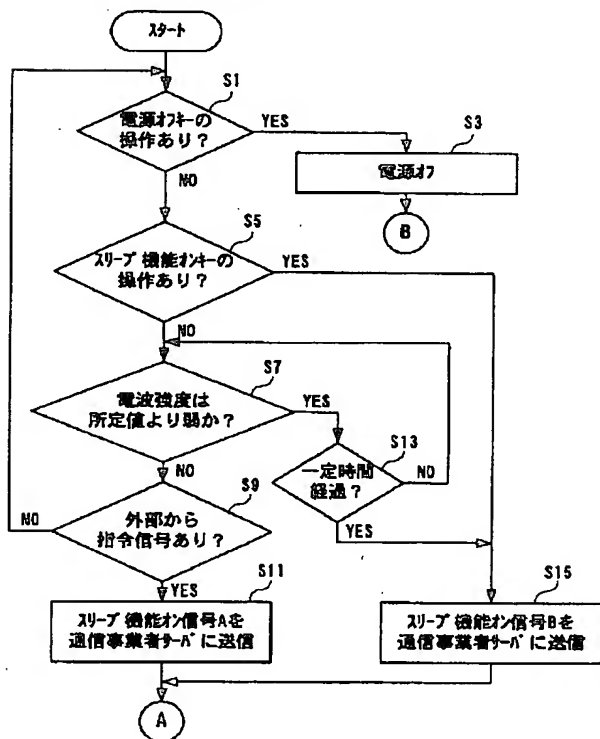 スタート
S1
電源オフキーの
操作あり？
YES
S3
電源オフ
NO
B
S5
スリープ機能オンキーの
操作あり？
YES
NO
S7
電波強度は
所定値より弱か？
YES
S13
一定時間
経過？
NO
NO
S9
外部から
指令信号あり？
NO
YES
YES
S11
スリープ機能オン信号Aを
通信事業者サーバに送信
S15
スリープ機能オン信号Bを
通信事業者サーバに送信
A